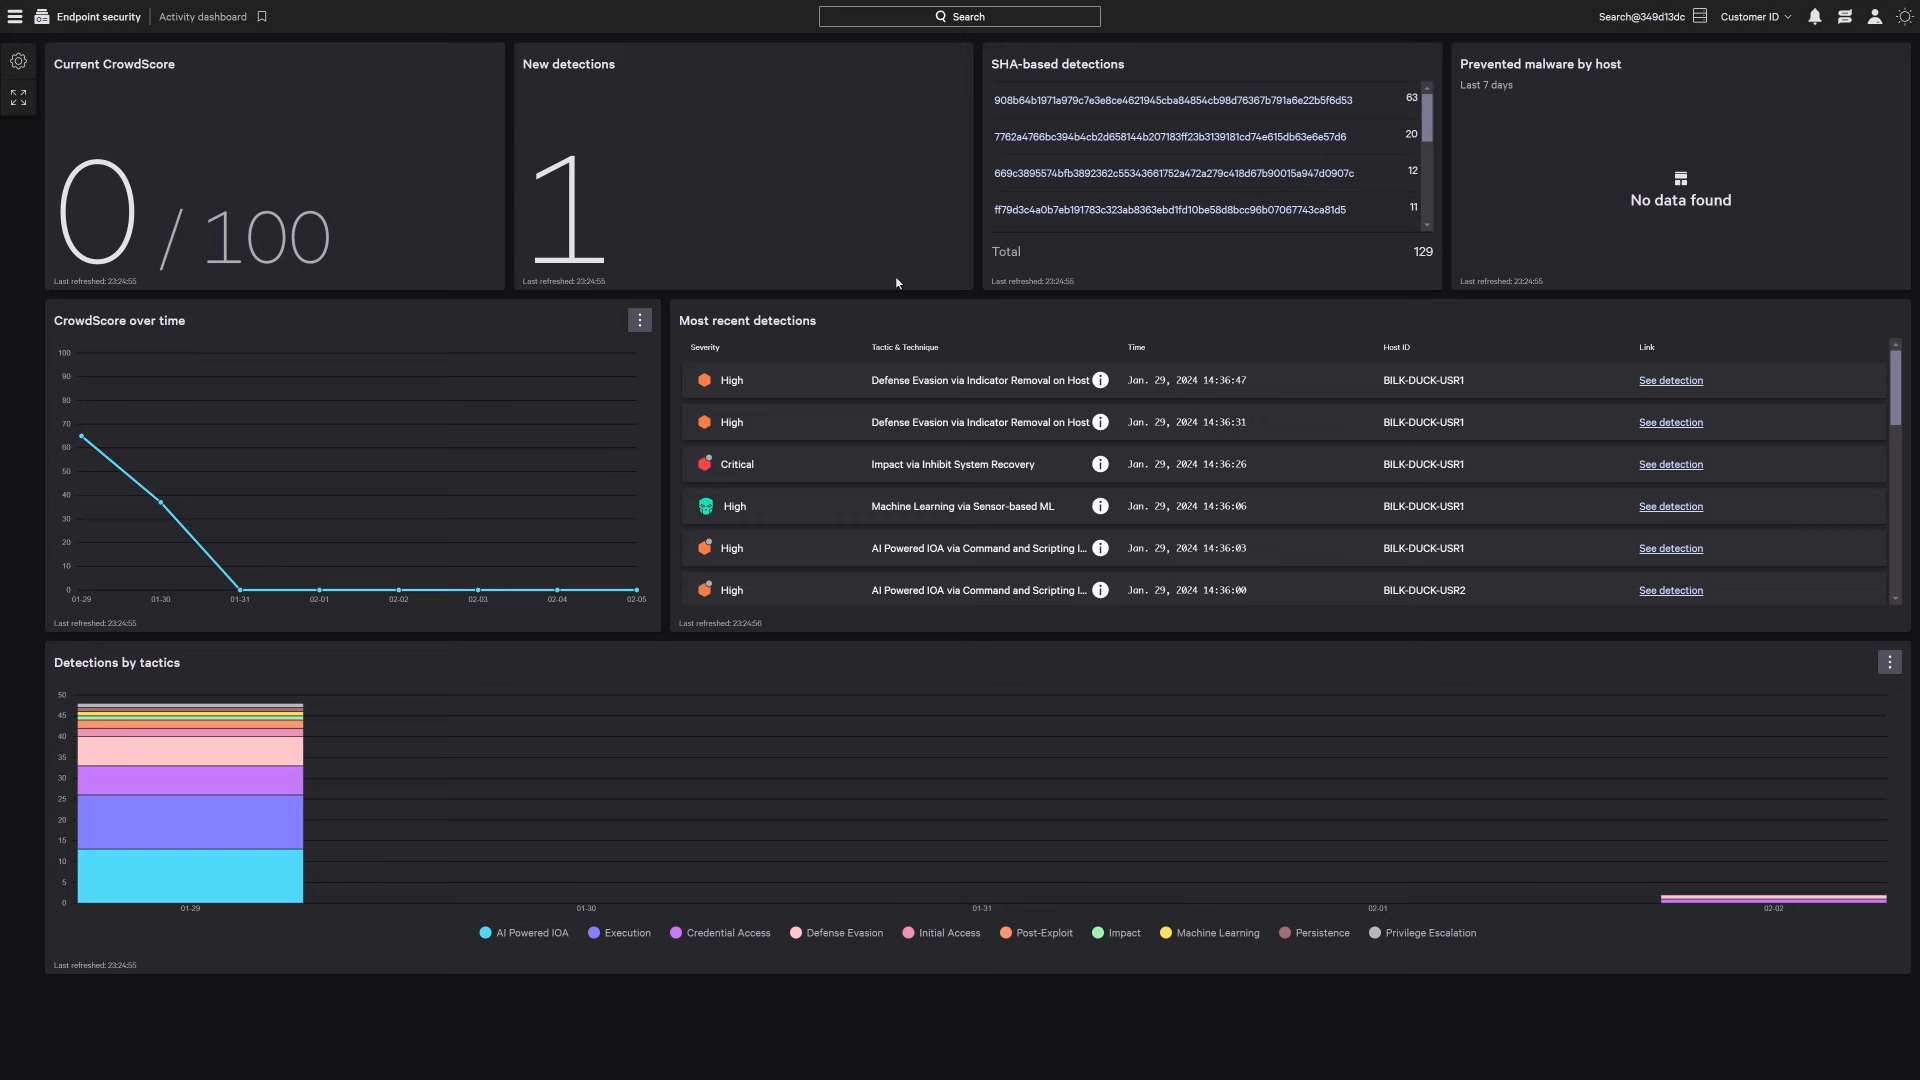 Endpoint security
Activity dashboard
Search
Search@349d13dc
Customer ID
Current CrowdScore
0 / 100
Last refreshed: 23:24:55
New detections
1
Last refreshed: 23:24:55
SHA-based detections
908b64b1971a979c7e3e8ce4621945cba84854cb98d76367b791a6e22b5f6d53 63
7762a4766bc394b4cb2d658144b207183ff23b3139181cd74e615db63e6e57d6 20
669c3895574bfb3892362c55343661752a472a279c418d67b90015a947d0907c 12
ff79d3c4a0b7eb191783c323ab8363ebd1fd10be58d8bcc96b07067743ca81d5 11
Total 129
Last refreshed: 23:24:55
Prevented malware by host
Last 7 days
No data found
Last refreshed: 23:24:55
CrowdScore over time
100
90
80
70
60
50
40
30
20
10
0
01-29 01-30 01-31 02-01 02-02 02-03 02-04 02-05
Last refreshed: 23:24:55
Most recent detections
Severity Tactic & Technique Time Host ID Link
High Defense Evasion via Indicator Removal on Host Jan. 29, 2024 14:36:47 BILK-DUCK-USR1 See detection
High Defense Evasion via Indicator Removal on Host Jan. 29, 2024 14:36:31 BILK-DUCK-USR1 See detection
Critical Impact via Inhibit System Recovery Jan. 29, 2024 14:36:26 BILK-DUCK-USR1 See detection
High Machine Learning via Sensor-based ML Jan. 29, 2024 14:36:06 BILK-DUCK-USR1 See detection
High AI Powered IOA via Command and Scripting I... Jan. 29, 2024 14:36:03 BILK-DUCK-USR1 See detection
High AI Powered IOA via Command and Scripting I... Jan. 29, 2024 14:36:00 BILK-DUCK-USR2 See detection
Last refreshed: 23:24:56
Detections by tactics
50
45
40
35
30
25
20
15
10
5
0
01-29 01-30 01-31 02-01 02-02
AI Powered IOA Execution Credential Access Defense Evasion Initial Access Post-Exploit Impact Machine Learning Persistence Privilege Escalation
Last refreshed: 23:24:55